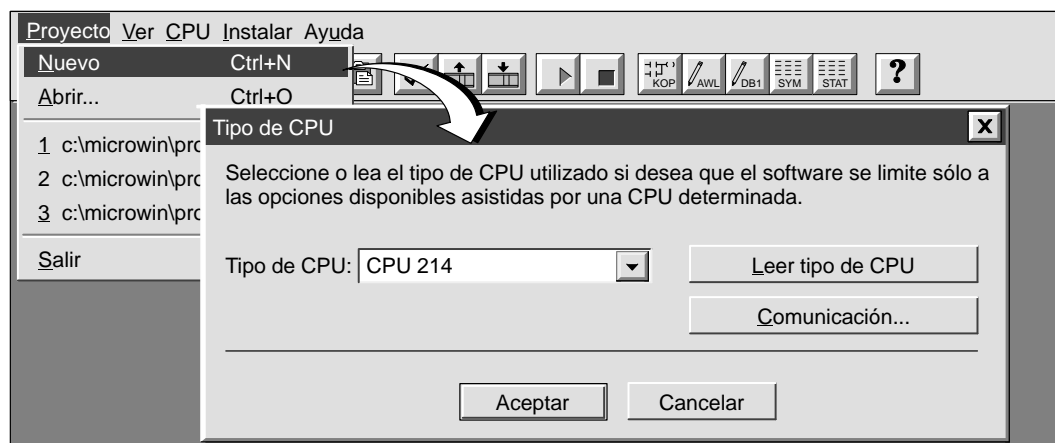 Proyecto Ver CPU Instalar Ayuda
Nuevo Ctrl+N
Abrir... Ctrl+O
KOP AWL DB1 SYM STAT ?
1 c:\microwin\pro
2 c:\microwin\pro
3 c:\microwin\pro
Salir
Tipo de CPU X
Seleccione o lea el tipo de CPU utilizado si desea que el software se limite sólo a
las opciones disponibles asistidas por una CPU determinada.
Tipo de CPU: CPU 214 Leer tipo de CPU
Comunicación...
Aceptar Cancelar